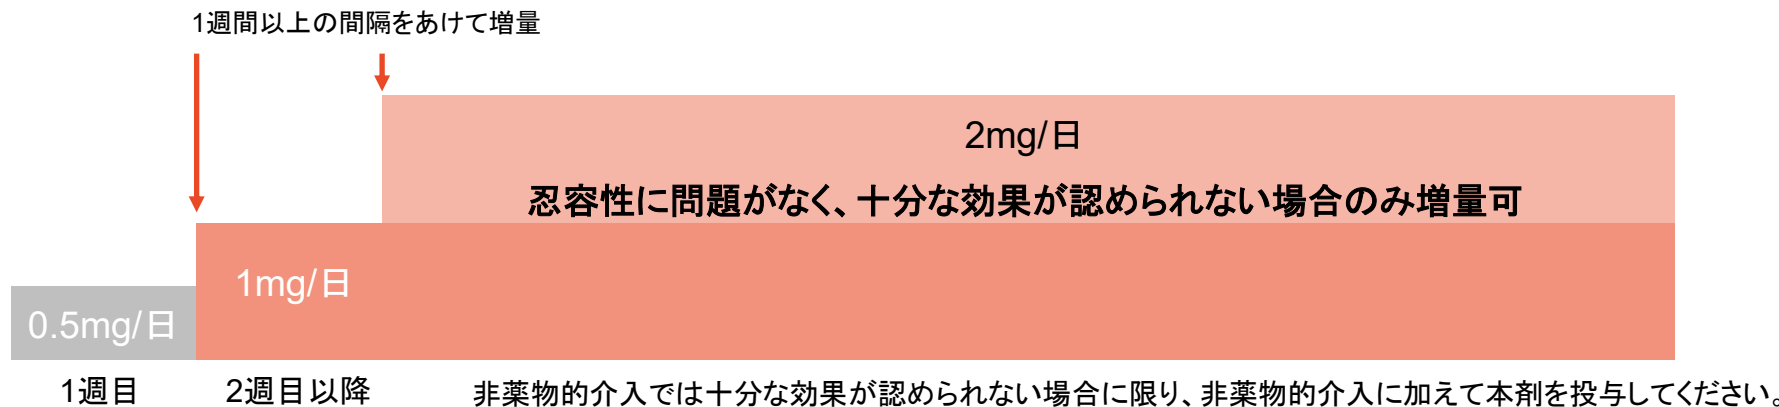 1週間以上の間隔をあけて増量
2mg/日
忍容性に問題がなく、十分な効果が認められない場合のみ増量可
1mg/日
0.5mg/日
1週目
2週目以降
非薬物的介入では十分な効果が認められない場合に限り、非薬物的介入に加えて本剤を投与してください。